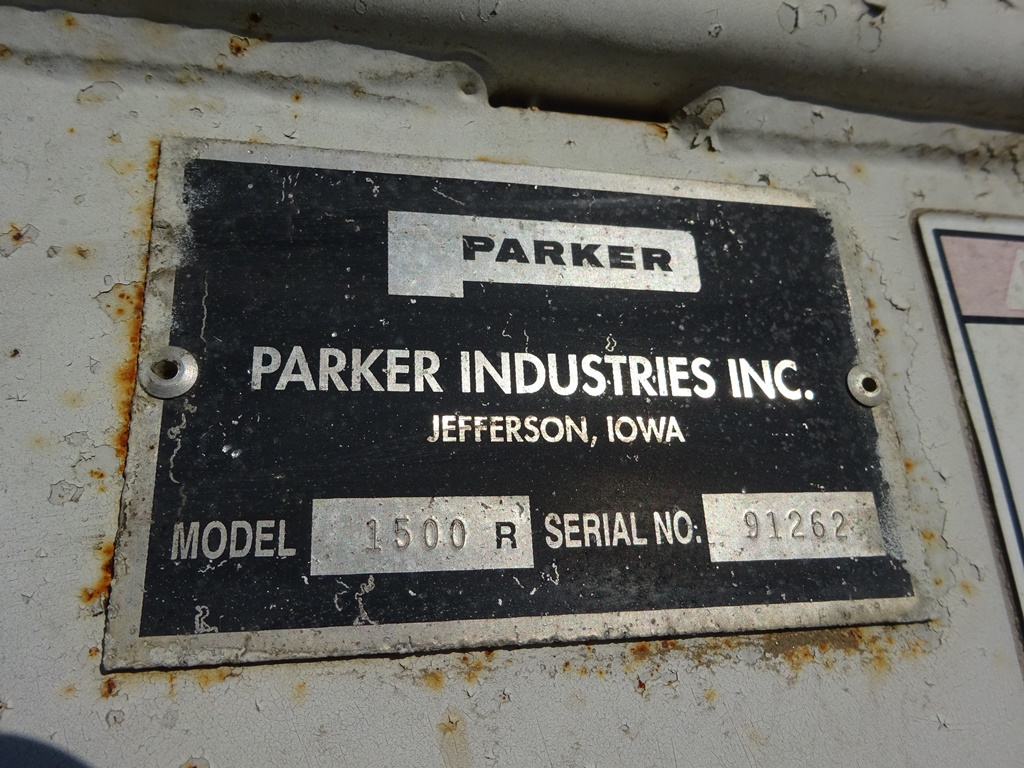 PARKER
PARKER INDUSTRIES INC.
JEFFERSON, IOWA
MODEL 1500 R SERIAL NO. 91262